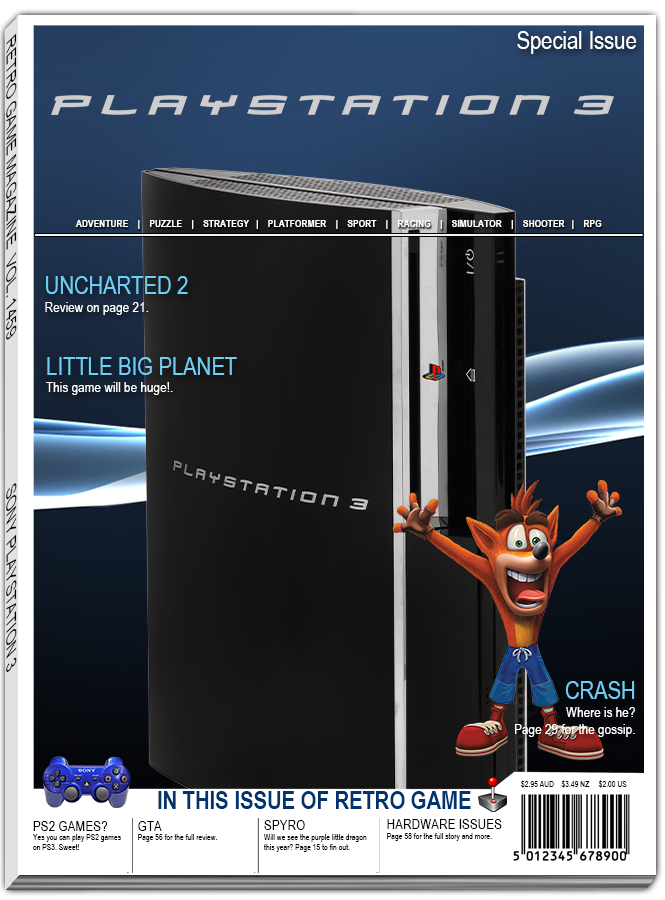 Special Issue
PLAYSTATION 3
ADVENTURE | PUZZLE | STRATEGY | PLATFORMER | SPORT | RACING | SIMULATOR | SHOOTER | RPG
UNCHARTED 2
Review on page 21.
LITTLE BIG PLANET
This game will be huge!.
PLAYSTATION 3
CRASH
Where is he?
Page 29 for the gossip.
RETRO GAME MAGAZINE VOL. 1459
SONY PLAYSTATION 3
SONY
IN THIS ISSUE OF RETRO GAME
$2.95 AUD $3.49 NZ $2.00 US
PS2 GAMES?
Yes you can play PS2 games
on PS3. Sweet!
GTA
Page 56 for the full review.
SPYRO
Will we see the purple little dragon
this year? Page 15 to fin out.
HARDWARE ISSUES
Page 58 for the full story and more.
5 012345 678900